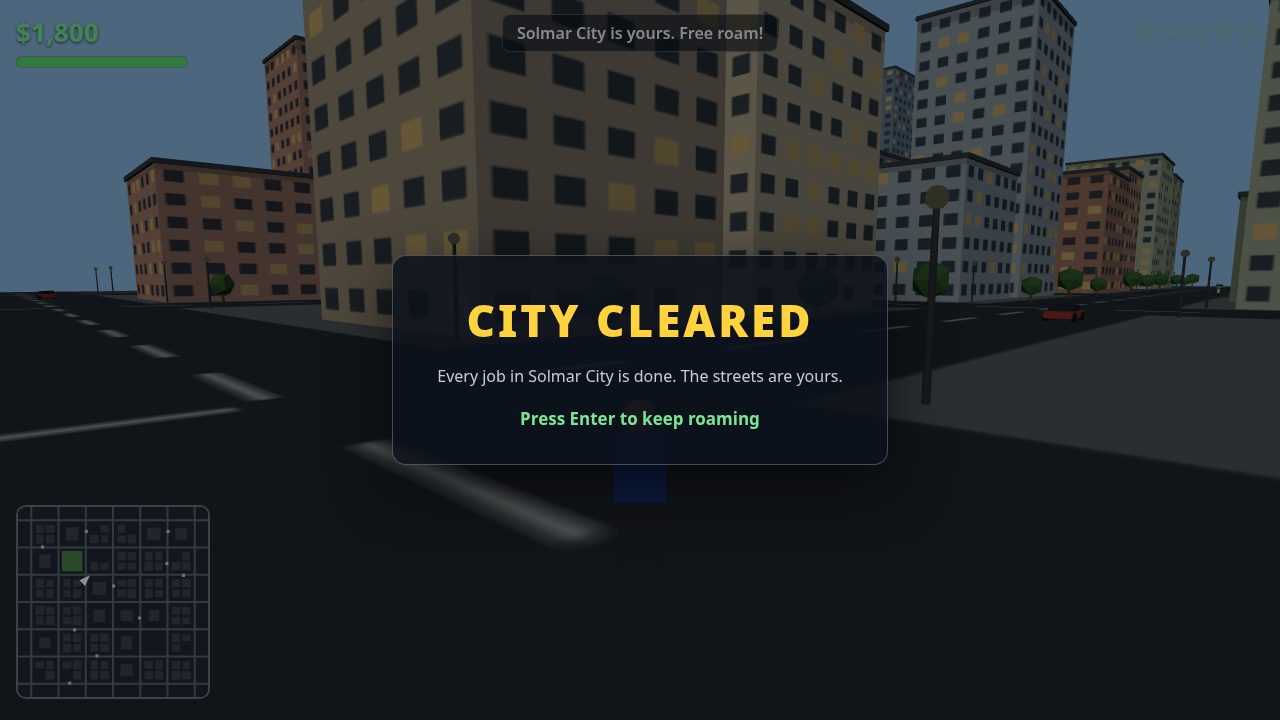 $1,800
Solmar City is yours. Free roam!
CITY CLEARED
Every job in Solmar City is done. The streets are yours.
Press Enter to keep roaming